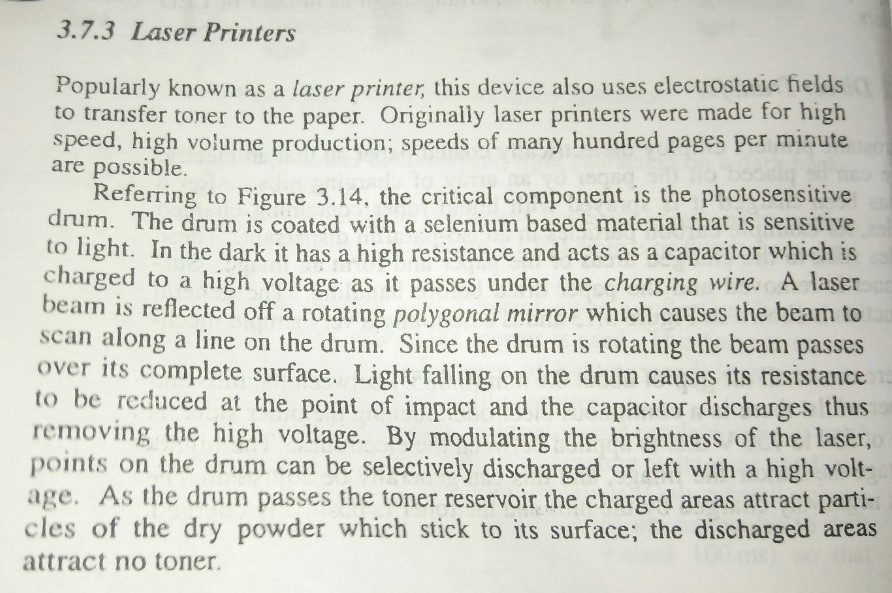 3.7.3 Laser Printers
Popularly known as a laser printer, this device also uses electrostatic fields
to transfer toner to the paper. Originally laser printers were made for high
speed, high volume production; speeds of many hundred pages per minute
are possible.
Referring to Figure 3.14, the critical component is the photosensitive
drum. The drum is coated with a selenium based material that is sensitive
to light. In the dark it has a high resistance and acts as a capacitor which is
charged to a high voltage as it passes under the charging wire. A laser
beam is reflected off a rotating polygonal mirror which causes the beam to
scan along a line on the drum. Since the drum is rotating the beam passes
over its complete surface. Light falling on the drum causes its resistance
to be reduced at the point of impact and the capacitor discharges thus
removing the high voltage. By modulating the brightness of the laser,
points on the drum can be selectively discharged or left with a high volt-
age. As the drum passes the toner reservoir the charged areas attract parti-
cles of the dry powder which stick to its surface; the discharged areas
attract no toner.